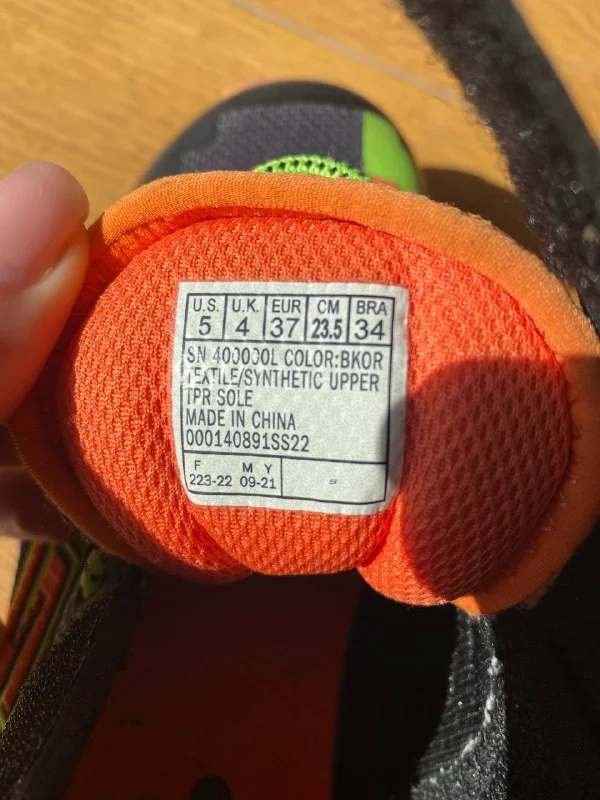 U.S. U.K. EUR CM BRA
5 4 37 23.5 34
SN 400030L COLOR:BKOR
TEXTILE/SYNTHETIC UPPER
TPR SOLE
MADE IN CHINA
000140891SS22
F M Y
223-22 09-21